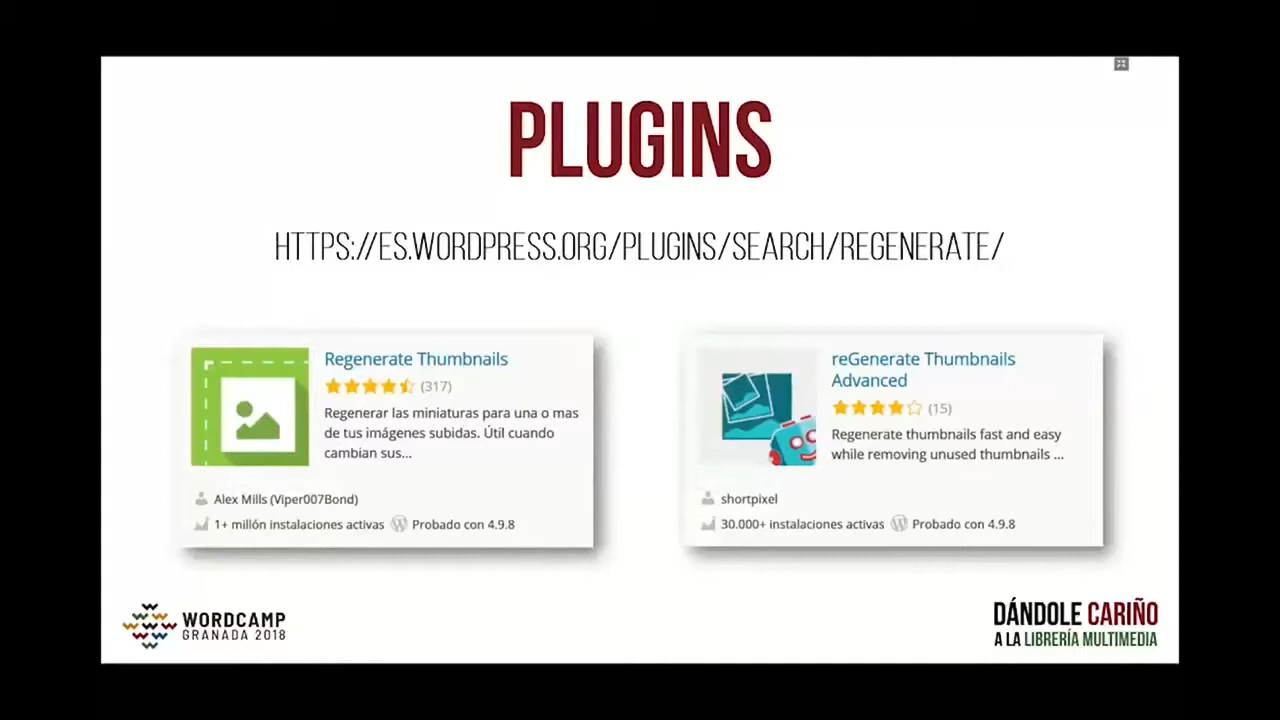 PLUGINS
HTTPS://ES.WORDPRESS.ORG/PLUGINS/SEARCH/REGENERATE/
Regenerate Thumbnails
(317)
Regenerar las miniaturas para una o mas
de tus imágenes subidas. Útil cuando
cambian sus...
Alex Mills (Viper007Bond)
1+ millón instalaciones activas
Probado con 4.9.8
reGenerate Thumbnails
Advanced
(15)
Regenerate thumbnails fast and easy
while removing unused thumbnails ...
shortpixel
30.000+ instalaciones activas
Probado con 4.9.8
WORDCAMP
GRANADA 2018
DÁNDOLE CARIÑO
A LA LIBRERÍA MULTIMEDIA